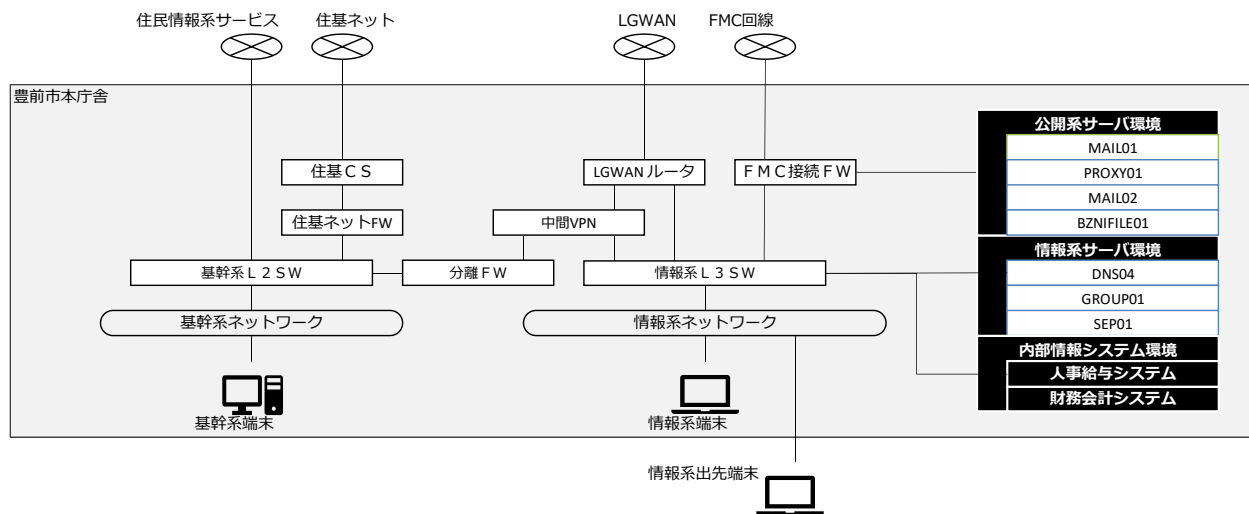 住民情報系サービス
住基ネット
LGWAN
FMC回線
豊前市本庁舎
公開系サーバ環境
MAIL01
PROXY01
MAIL02
BZNIFILE01
住基CS
LGWANルータ
FMC接続FW
住基ネットFW
中間VPN
情報系サーバ環境
DNS04
GROUP01
SEP01
基幹系L2SW
分離FW
情報系L3SW
基幹系ネットワーク
情報系ネットワーク
内部情報システム環境
人事給与システム
財務会計システム
基幹系端末
情報系端末
情報系出先端末